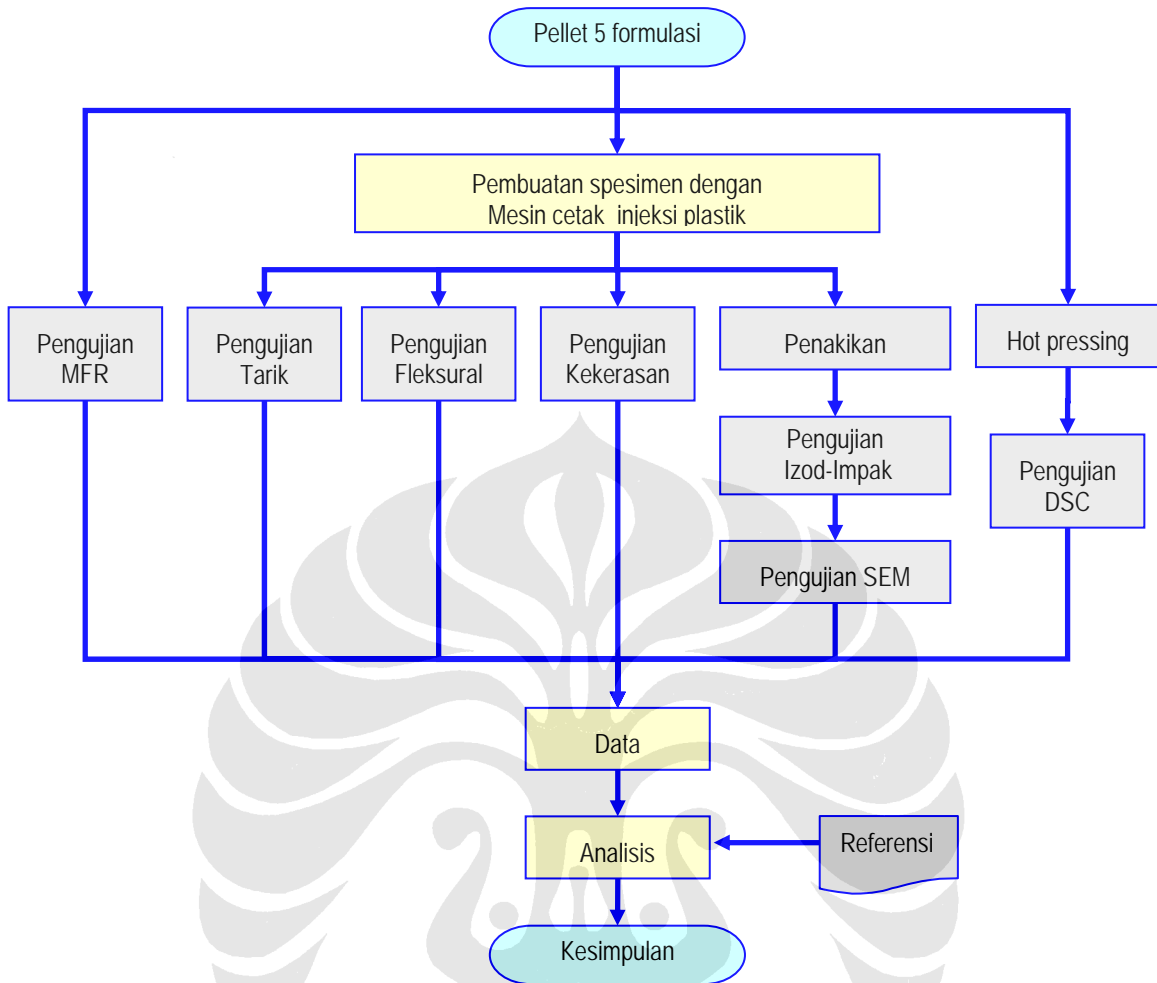 Pellet 5 formulasi
Pembuatan spesimen dengan
Mesin cetak injeksi plastik
Pengujian
MFR
Pengujian
Tarik
Pengujian
Fleksural
Pengujian
Kekerasan
Penakikan
Hot pressing
Pengujian
Izod-Impak
Pengujian
DSC
Pengujian SEM
Data
Analisis
Referensi
Kesimpulan